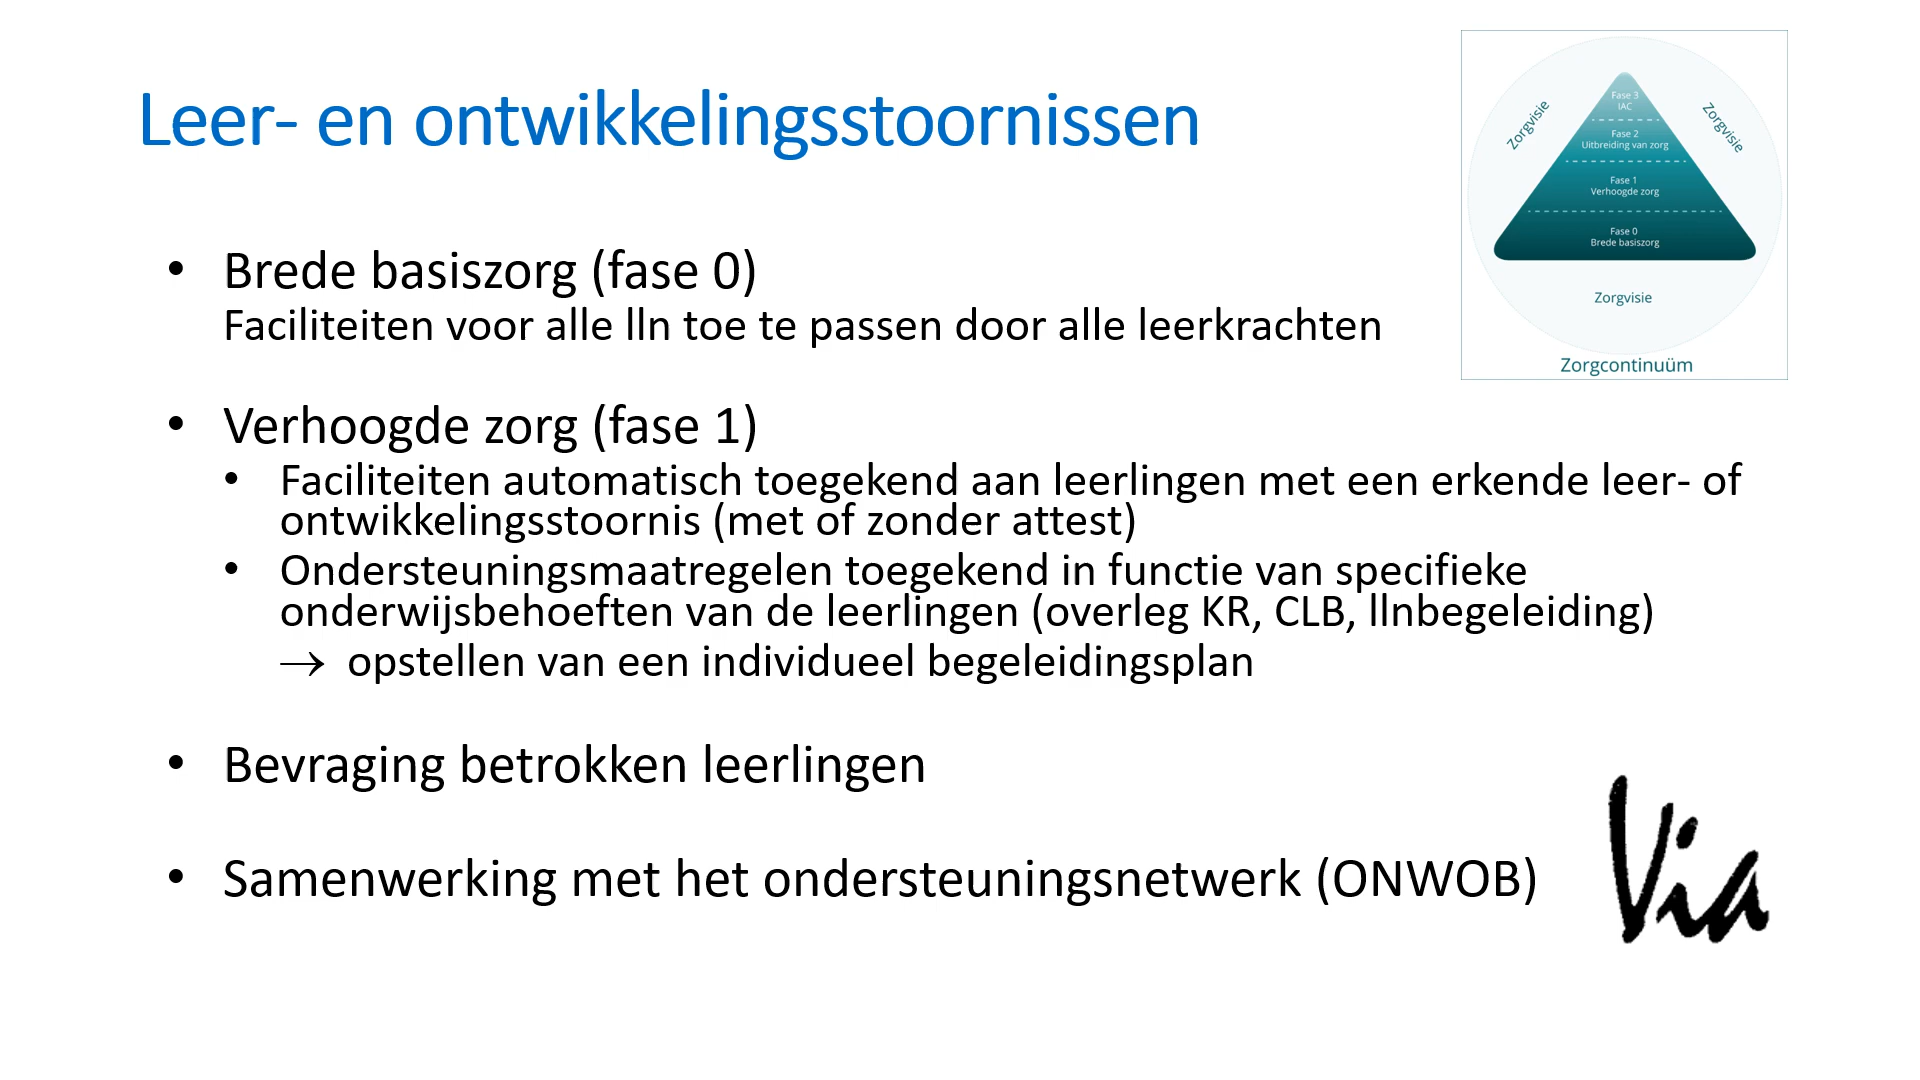 Leer- en ontwikkelingsstoornissen
Zorgvisie
Zorgvisie
Fase 3
IAC
Fase 2
Uitbreiding van zorg
Fase 1
Verhoogde zorg
Fase 0
Brede basiszorg
Zorgvisie
Zorgcontinuüm
• Brede basiszorg (fase 0)
Faciliteiten voor alle lln toe te passen door alle leerkrachten
• Verhoogde zorg (fase 1)
• Faciliteiten automatisch toegekend aan leerlingen met een erkende leer- of
ontwikkelingsstoornis (met of zonder attest)
• Ondersteuningsmaatregelen toegekend in functie van specifieke
onderwijsbehoeften van de leerlingen (overleg KR, CLB, llnbegeleiding)
→ opstellen van een individueel begeleidingsplan
• Bevraging betrokken leerlingen
• Samenwerking met het ondersteuningsnetwerk (ONWOB)
Via